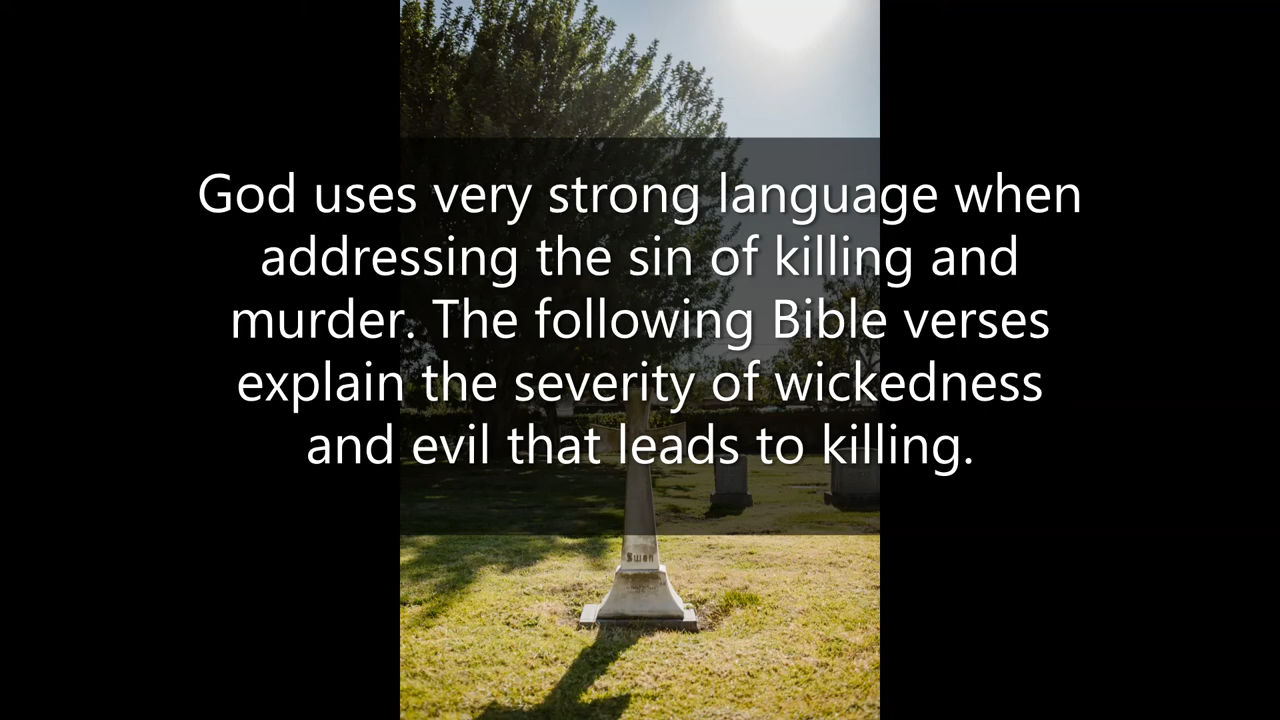 God uses very strong language when
addressing the sin of killing and
murder. The following Bible verses
explain the severity of wickedness
and evil that leads to killing.
Swan